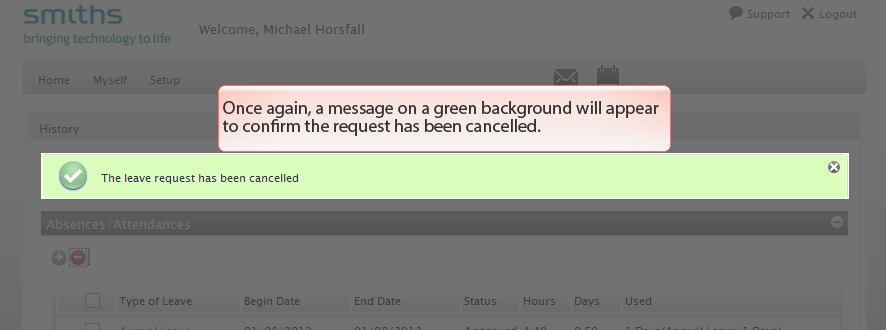 smiths
bringing technology to life
Welcome, Michael Horsfall
Support
Logout
Home Myself Setup
Once again, a message on a green background will appear
to confirm the request has been cancelled.
History
The leave request has been cancelled
Absences/Attendances
Type of Leave Begin Date End Date Status Hours Days Used